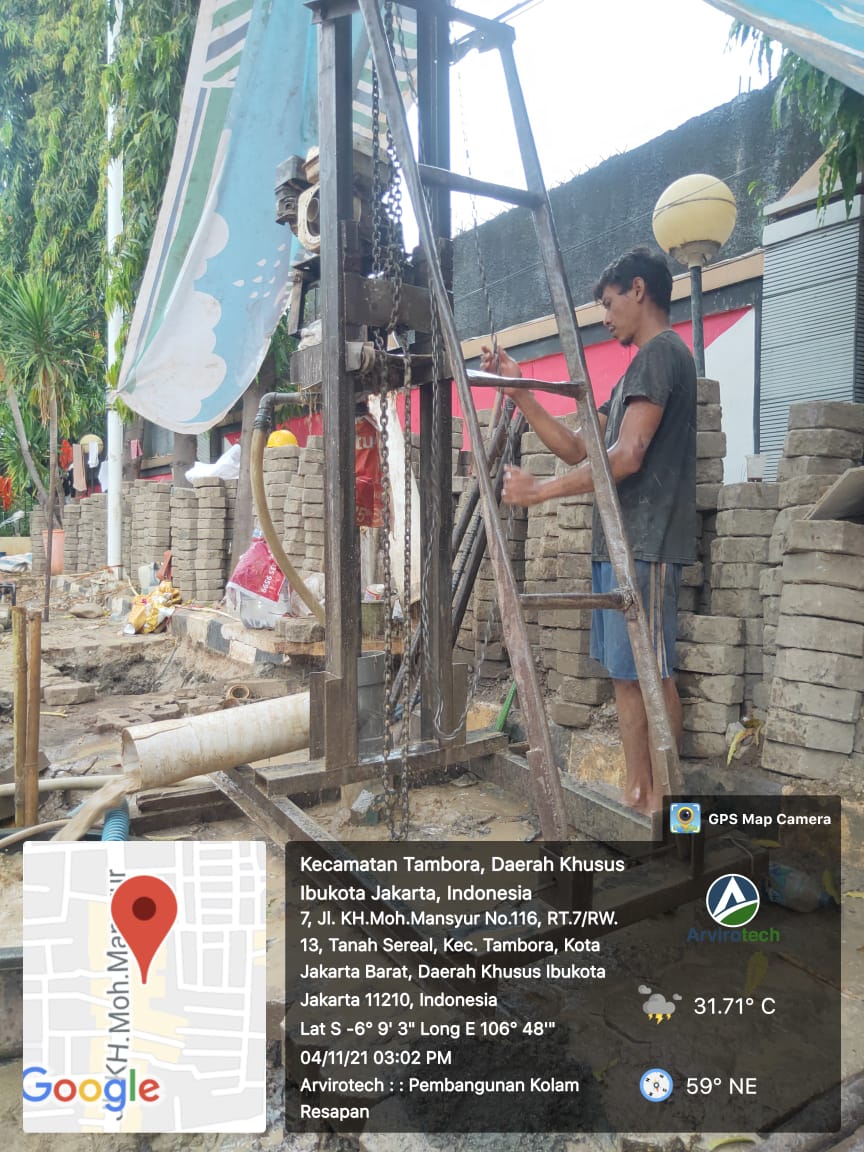 tu
35 9599
GPS Map Camera
KH.Moh.Mansyur
Google
Kecamatan Tambora, Daerah Khusus
Ibukota Jakarta, Indonesia
7, Jl. KH.Moh.Mansyur No.116, RT.7/RW.
13, Tanah Sereal, Kec. Tambora, Kota
Jakarta Barat, Daerah Khusus Ibukota
Jakarta 11210, Indonesia
Lat S -6° 9' 3" Long E 106° 48'"
04/11/21 03:02 PM
Arvirotech : : Pembangunan Kolam
Resapan
Arvirotech
31.71° C
59° NE